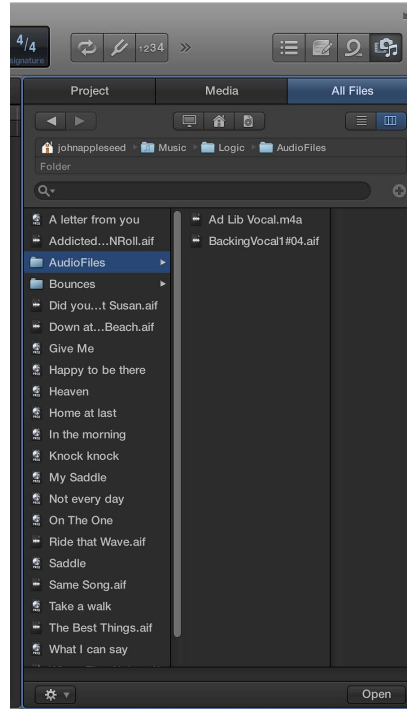 4/4
signature
1234
Project Media All Files
johnappleseed Music Logic AudioFiles
Folder
A letter from you
Addicted...NRoll.aif
AudioFiles
Bounces
Did you...t Susan.aif
Down at...Beach.aif
Give Me
Happy to be there
Heaven
Home at last
In the morning
Knock knock
My Saddle
Not every day
On The One
Ride that Wave.aif
Saddle
Same Song.aif
Take a walk
The Best Things.aif
What I can say
Ad Lib Vocal.m4a
BackingVocal1#04.aif
Open